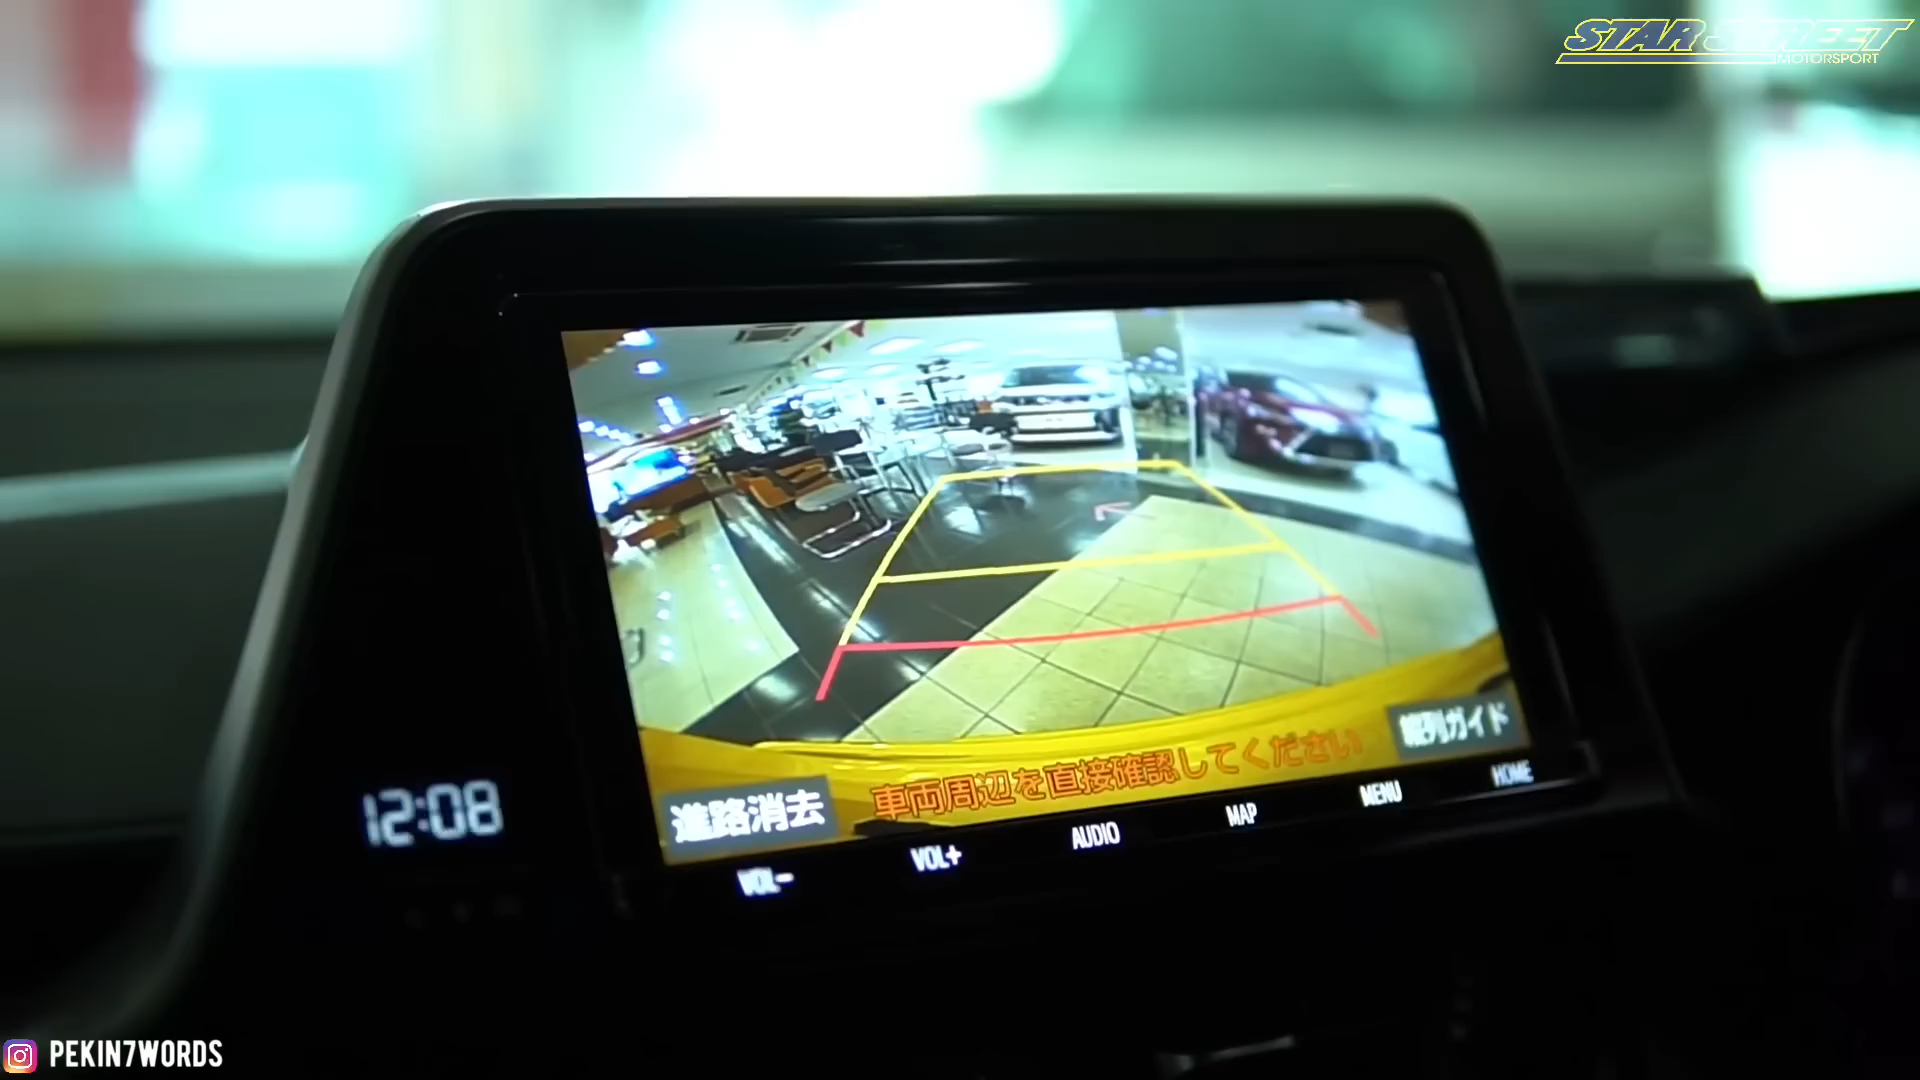 STAR STREET
MOTORSPORT
縦列ガイド
車両周辺を直接確認してください
進路消去
12:08
VOL-
VOL+
AUDIO
MAP
MENU
HOME
PEKIN7WORDS